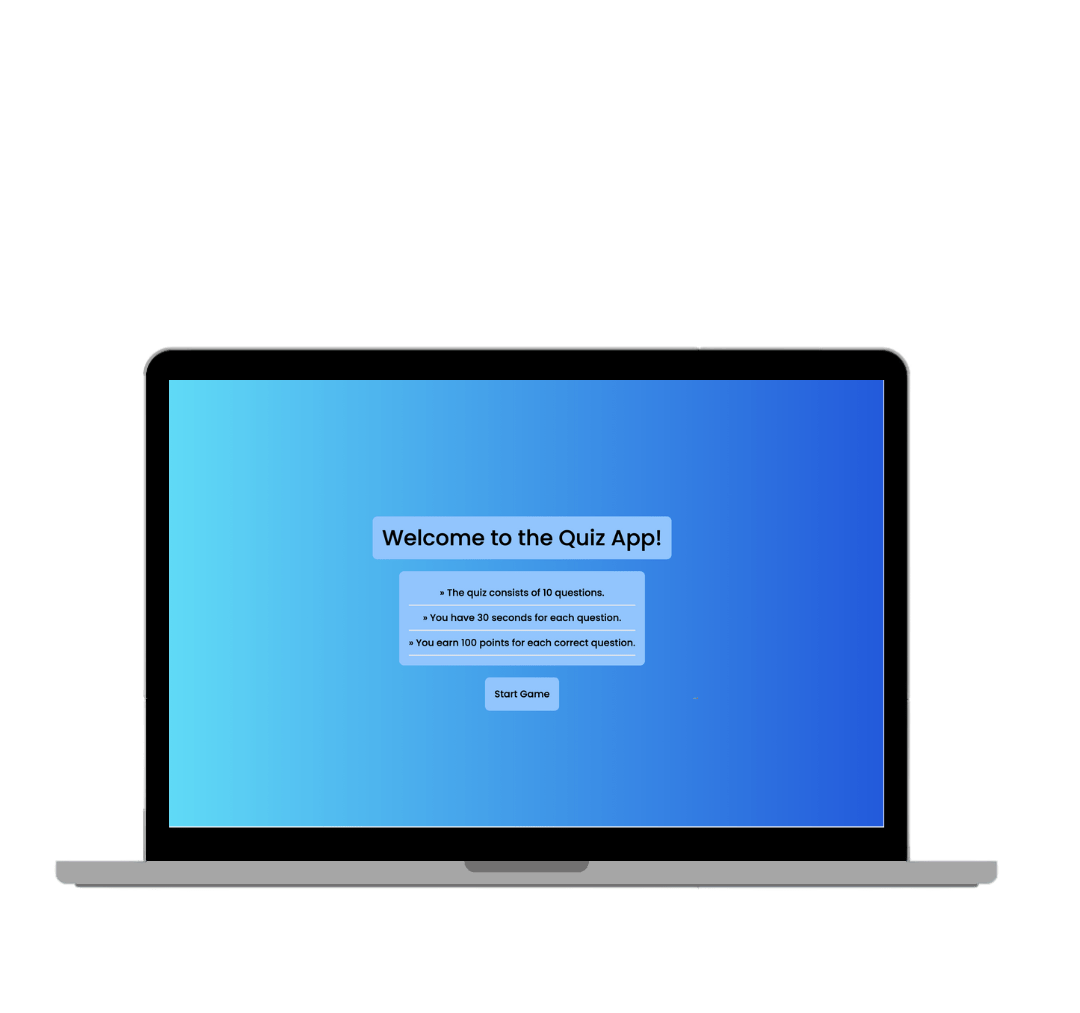 Welcome to the Quiz App!
» The quiz consists of 10 questions.
» You have 30 seconds for each question.
» You earn 100 points for each correct question.
Start Game